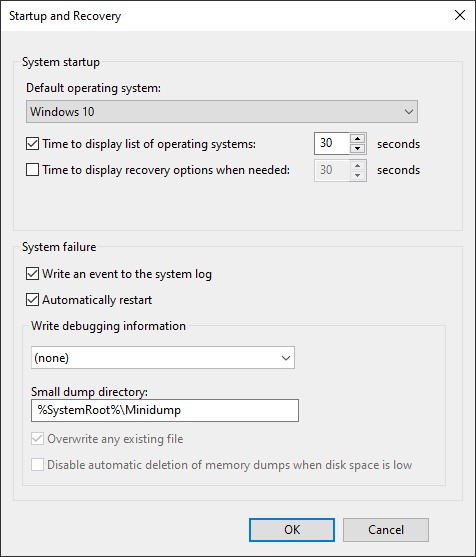 Startup and Recovery
System startup
Default operating system:
Windows 10
Time to display list of operating systems: 30 seconds
Time to display recovery options when needed: 30 seconds
System failure
Write an event to the system log
Automatically restart
Write debugging information
(none)
Small dump directory:
%SystemRoot%\Minidump
Overwrite any existing file
Disable automatic deletion of memory dumps when disk space is low
OK Cancel